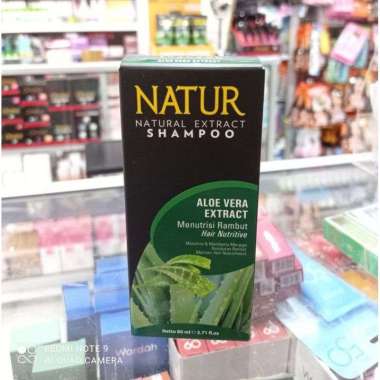 NATUR
NATURAL EXTRACT
SHAMPOO
ALOE VERA
EXTRACT
Menutrisi Rambut
Hair Nutritive
Netto 80 ml
REDMI NOTE 9
AI QUAD CAMERA
Wardah